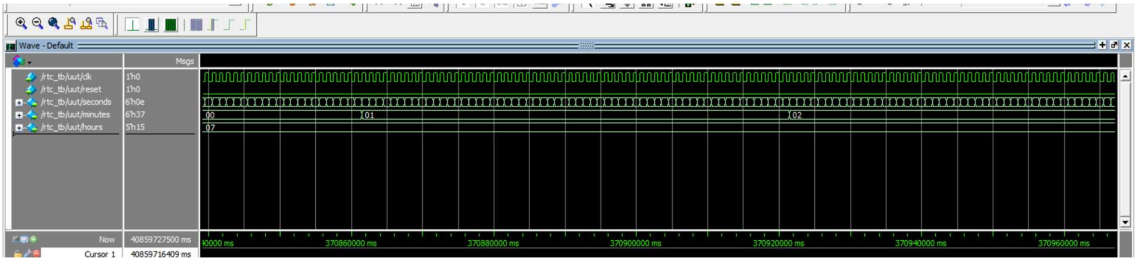 Wave - Default
Msgs
/rtc_tb/uut/clk 1'h0
/rtc_tb/uut/reset 1'h0
/rtc_tb/uut/seconds 6'h0e
/rtc_tb/uut/minutes 6'h37 00 01 02
/rtc_tb/uut/hours 5'h15 07
Now 40859727500 ms 0000 ms 370860000 ms 370880000 ms 370900000 ms 370920000 ms 370940000 ms 370960000 ms
Cursor 1 40859716409 ms